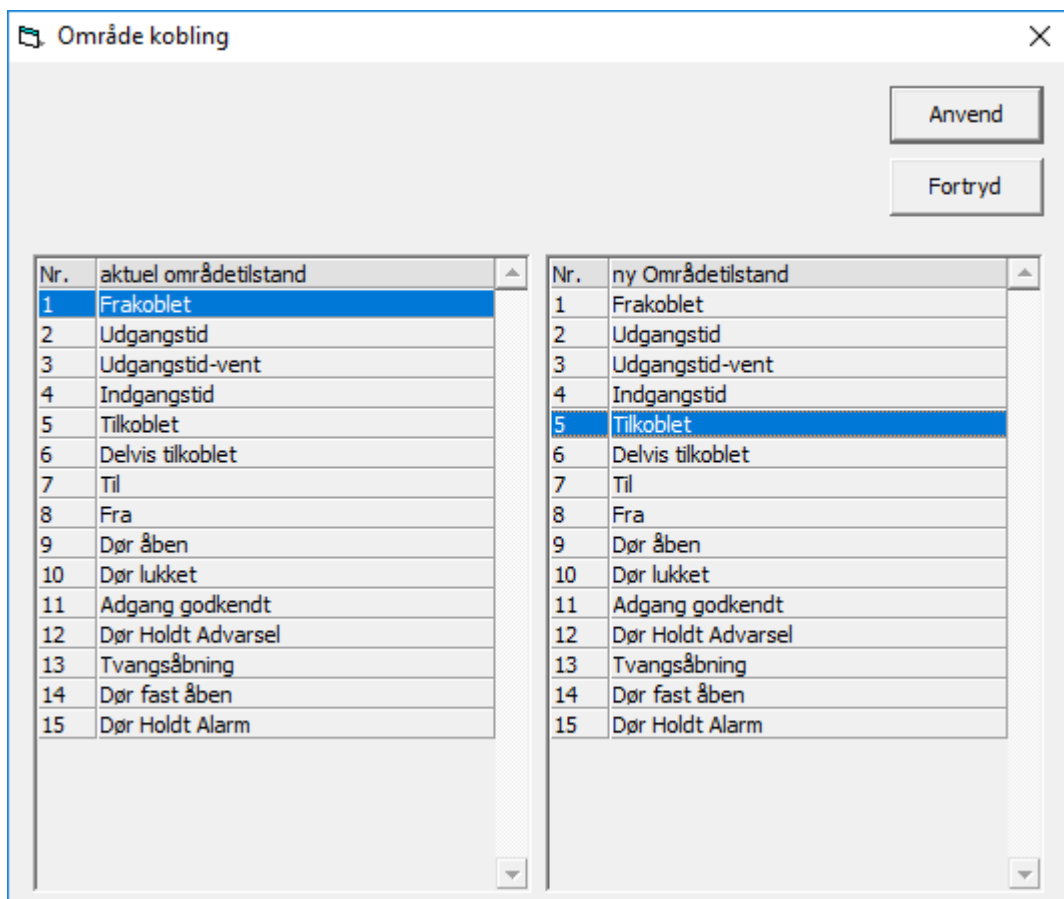 Område kobling
Anvend
Fortryd
Nr. aktuel områdetilstand
1 Frakoblet
2 Udgangstid
3 Udgangstid-vent
4 Indgangstid
5 Tilkoblet
6 Delvis tilkoblet
7 Til
8 Fra
9 Dør åben
10 Dør lukket
11 Adgang godkendt
12 Dør Holdt Advarsel
13 Tvangsåbning
14 Dør fast åben
15 Dør Holdt Alarm
Nr. ny Områdetilstand
1 Frakoblet
2 Udgangstid
3 Udgangstid-vent
4 Indgangstid
5 Tilkoblet
6 Delvis tilkoblet
7 Til
8 Fra
9 Dør åben
10 Dør lukket
11 Adgang godkendt
12 Dør Holdt Advarsel
13 Tvangsåbning
14 Dør fast åben
15 Dør Holdt Alarm